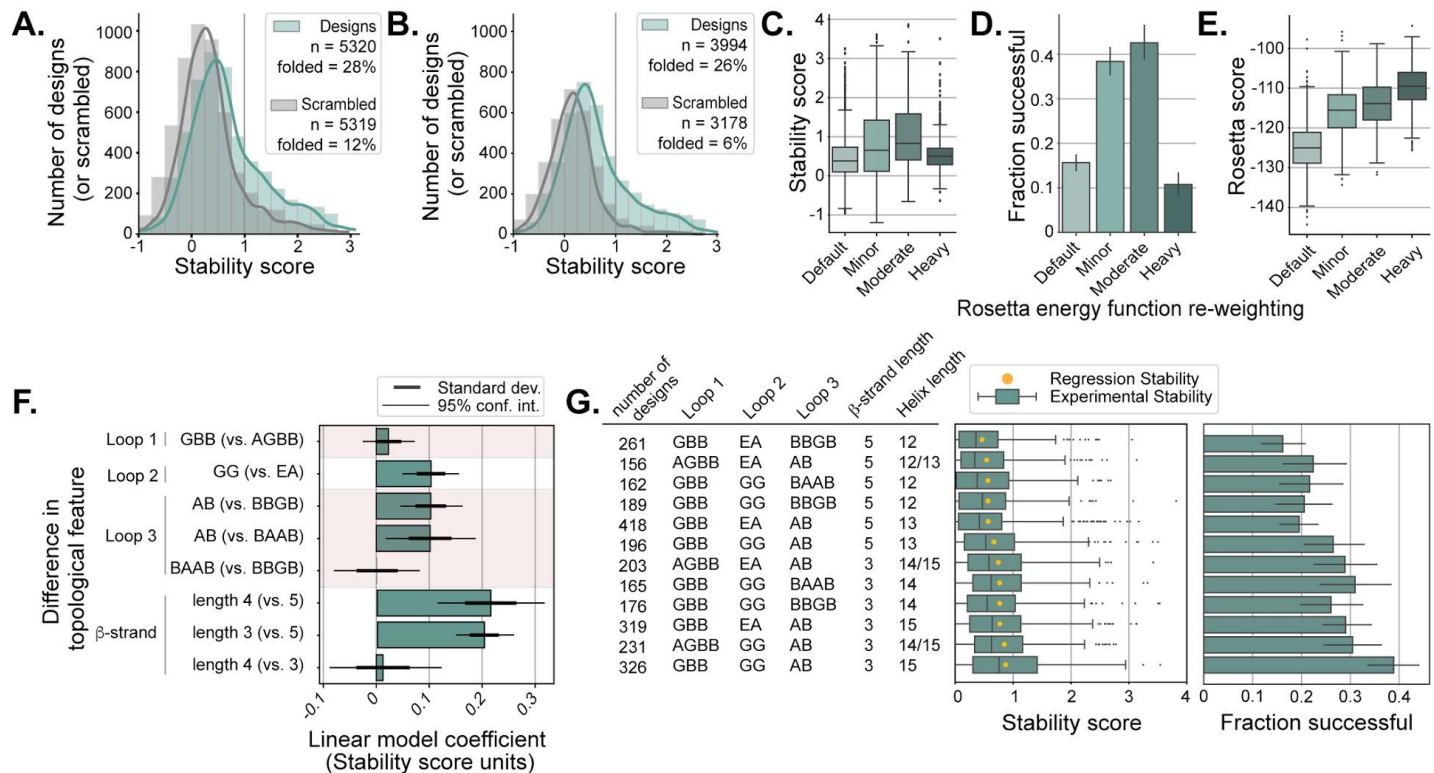 A.
Number of designs
(or scrambled)
1000
800
600
400
200
0
-1
0
1
2
3
Stability score
Designs
n = 5320
folded = 28%
Scrambled
n = 5319
folded = 12%
B.
Number of designs
(or scrambled)
1000
800
600
400
200
0
-1
0
1
2
3
Stability score
Designs
n = 3994
folded = 26%
Scrambled
n = 3178
folded = 6%
C.
Stability score
4
3
2
1
0
-1
Default
Minor
Moderate
Heavy
D.
Fraction successful
0.4
0.3
0.2
0.1
0
Default
Minor
Moderate
Heavy
E.
Rosetta score
-100
-110
-120
-130
-140
Default
Minor
Moderate
Heavy
Rosetta energy function re-weighting
F.
Standard dev.
95% conf. int.
Difference in
topological feature
Loop 1
GBB (vs. AGBB)
Loop 2
GG (vs. EA)
Loop 3
AB (vs. BBGB)
AB (vs. BAAB)
BAAB (vs. BBGB)
β-strand
length 4 (vs. 5)
length 3 (vs. 5)
length 4 (vs. 3)
-0.1
0
0.1
0.2
0.3
Linear model coefficient
(Stability score units)
G.
number of
designs
Loop 1
Loop 2
Loop 3
β-strand length
Helix length
261 GBB EA BBGB 5 12
156 AGBB EA AB 5 12/13
162 GBB GG BAAB 5 12
189 GBB GG BBGB 5 12
418 GBB EA AB 5 13
196 GBB GG AB 5 13
203 AGBB EA AB 3 14/15
165 GBB GG BAAB 3 14
176 GBB GG BBGB 3 14
319 GBB EA AB 3 15
231 AGBB GG AB 3 14/15
326 GBB GG AB 3 15
Regression Stability
Experimental Stability
0
1
2
3
4
Stability score
0
0.1
0.2
0.3
0.4
Fraction successful